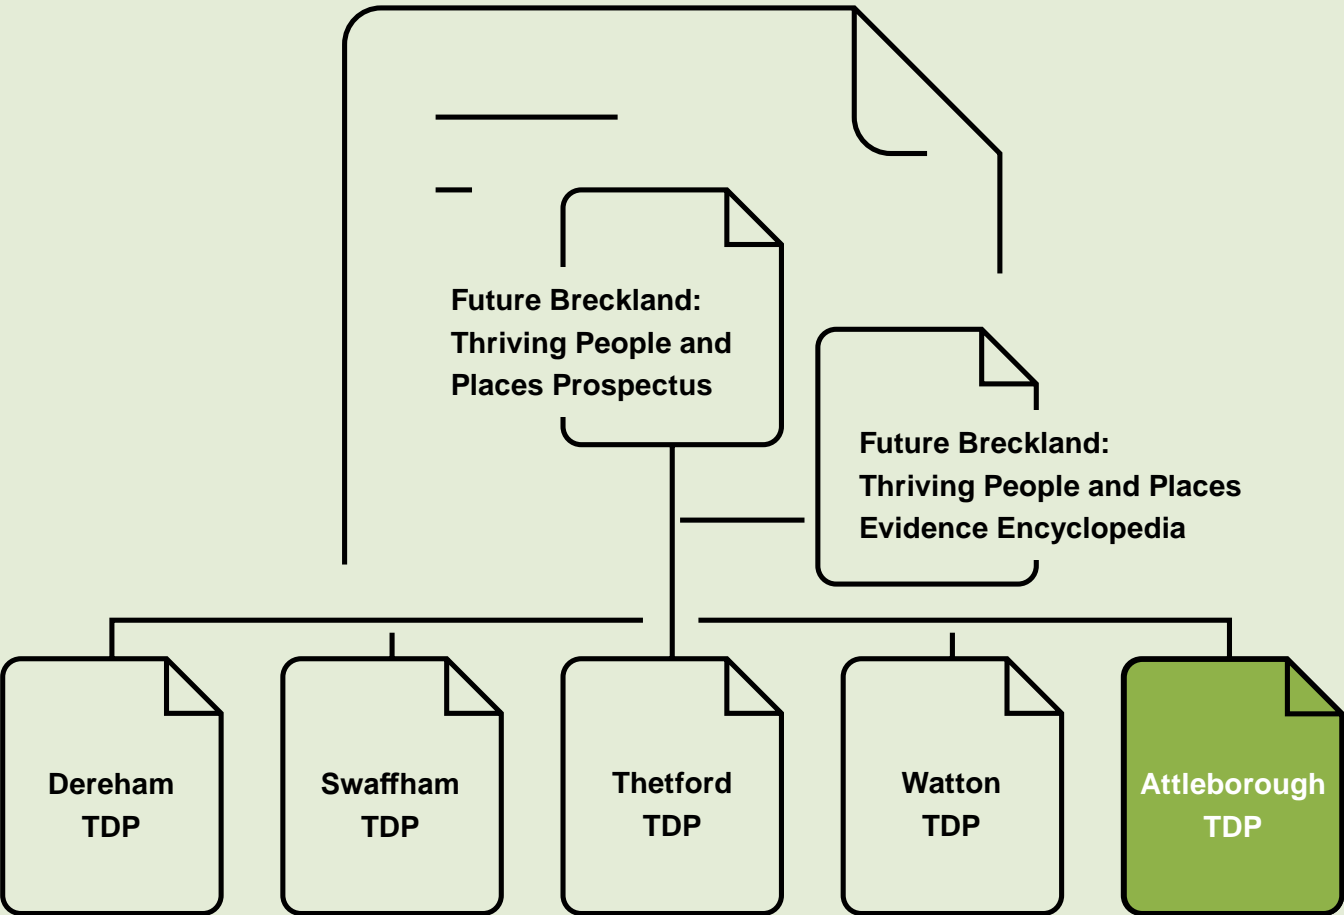 Future Breckland:
Thriving People and
Places Prospectus
Future Breckland:
Thriving People and Places
Evidence Encyclopedia
Dereham
TDP
Swaffham
TDP
Thetford
TDP
Watton
TDP
Attleborough
TDP